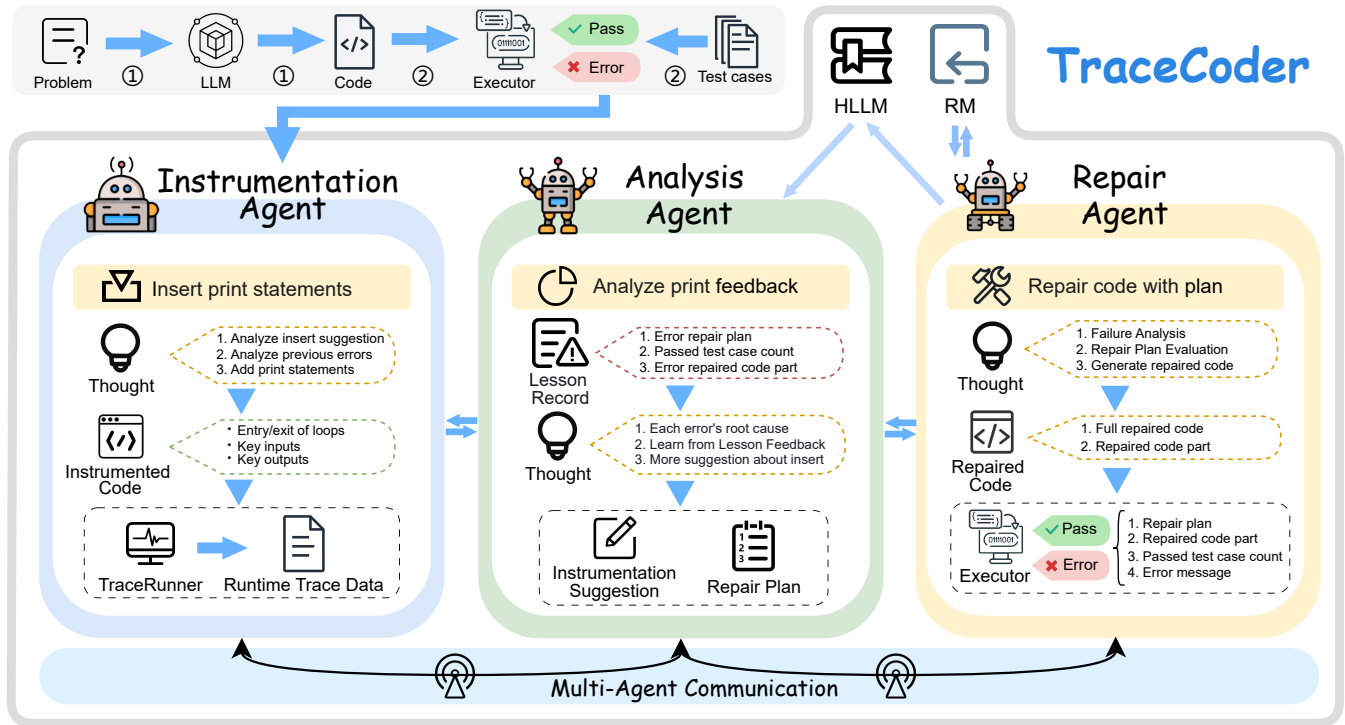 Problem
①
LLM
①
Code
②
Executor
Pass
Error
②
Test cases
HLLM
RM
TraceCoder
Instrumentation
Agent
Insert print statements
Thought
1. Analyze insert suggestion
2. Analyze previous errors
3. Add print statements
Instrumented
Code
· Entry/exit of loops
· Key inputs
· Key outputs
TraceRunner
Runtime Trace Data
Analysis
Agent
Analyze print feedback
Lesson
Record
1. Error repair plan
2. Passed test case count
3. Error repaired code part
Thought
1. Each error's root cause
2. Learn from Lesson Feedback
3. More suggestion about insert
Instrumentation
Suggestion
1
2
3
Repair Plan
Repair
Agent
Repair code with plan
Thought
1. Failure Analysis
2. Repair Plan Evaluation
3. Generate repaired code
Repaired
Code
1. Full repaired code
2. Repaired code part
Executor
Pass
Error
1. Repair plan
2. Repaired code part
3. Passed test case count
4. Error message
Multi-Agent Communication